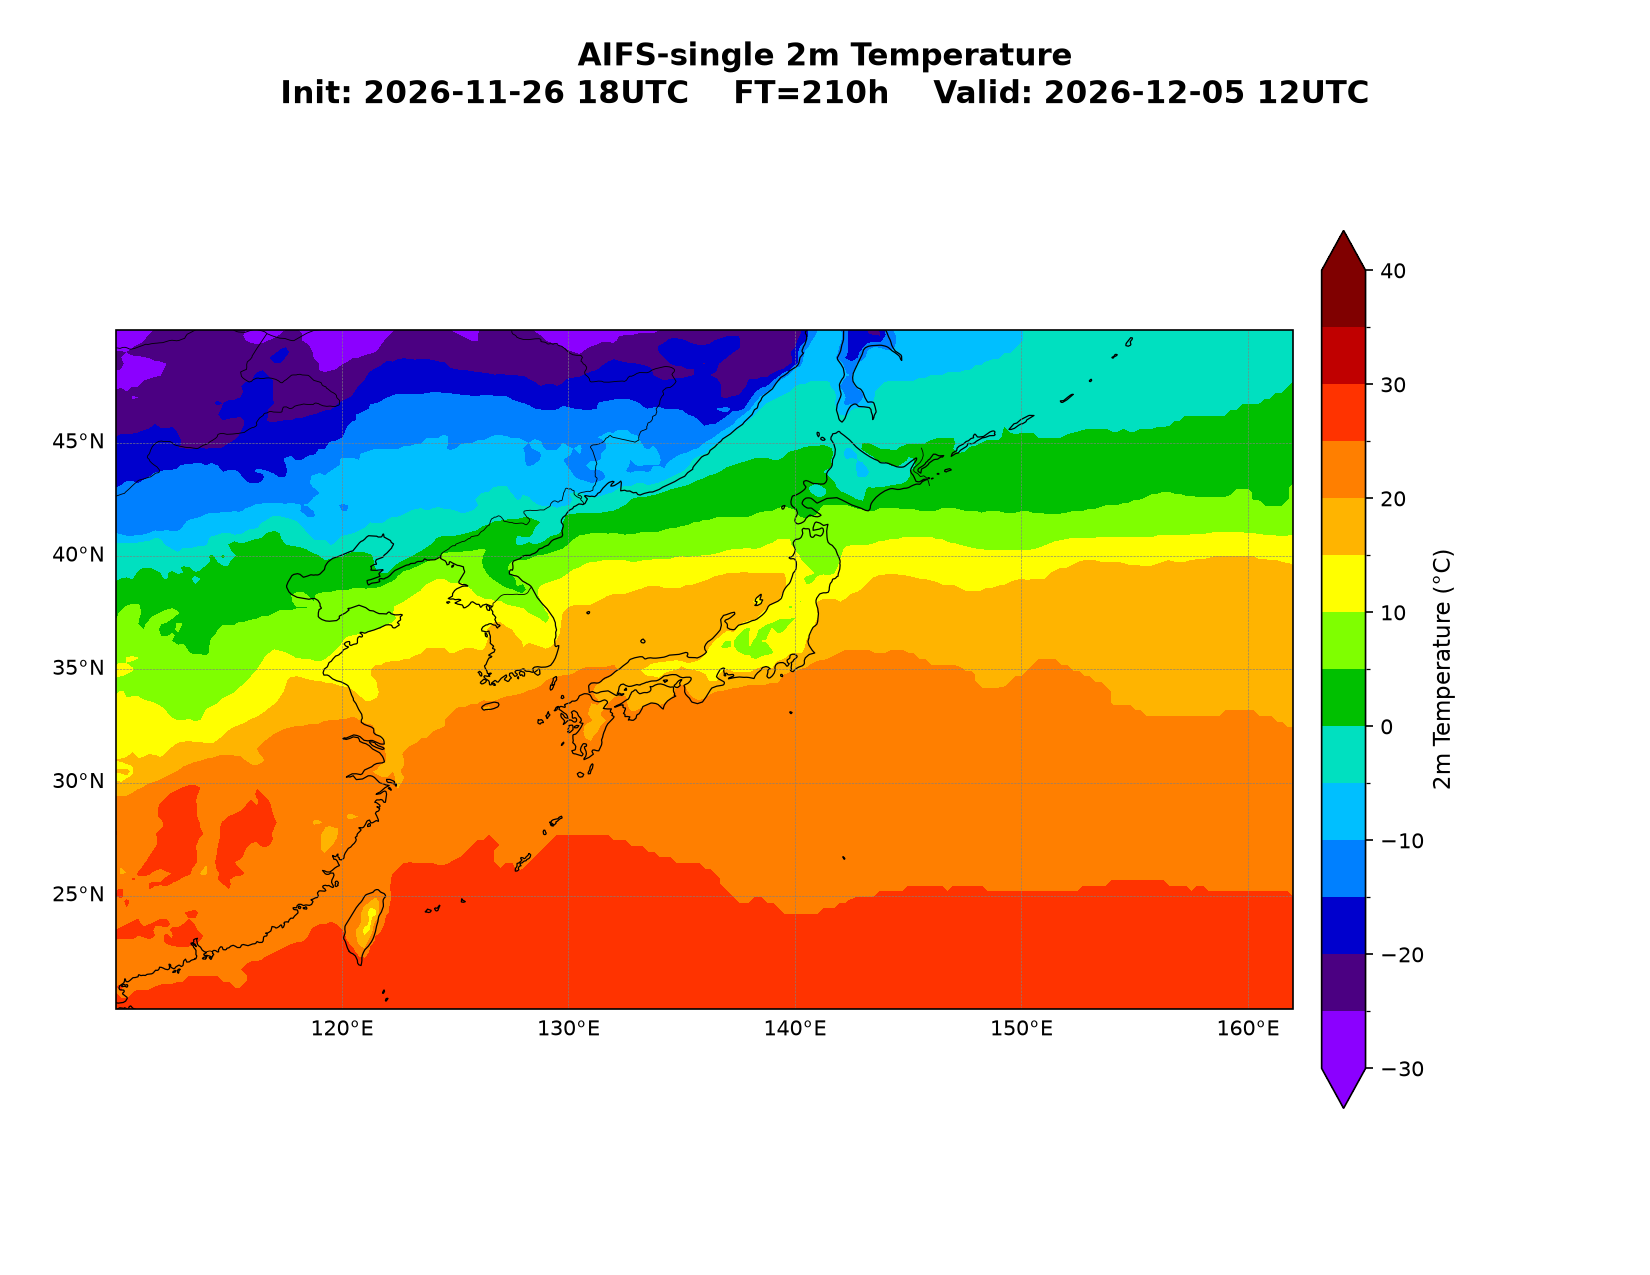 AIFS-single 2m Temperature
Init: 2026-11-26 18UTC    FT=210h    Valid: 2026-12-05 12UTC
45°N
40°N
35°N
30°N
25°N
120°E
130°E
140°E
150°E
160°E
40
30
20
10
0
−10
−20
−30
2m Temperature (°C)